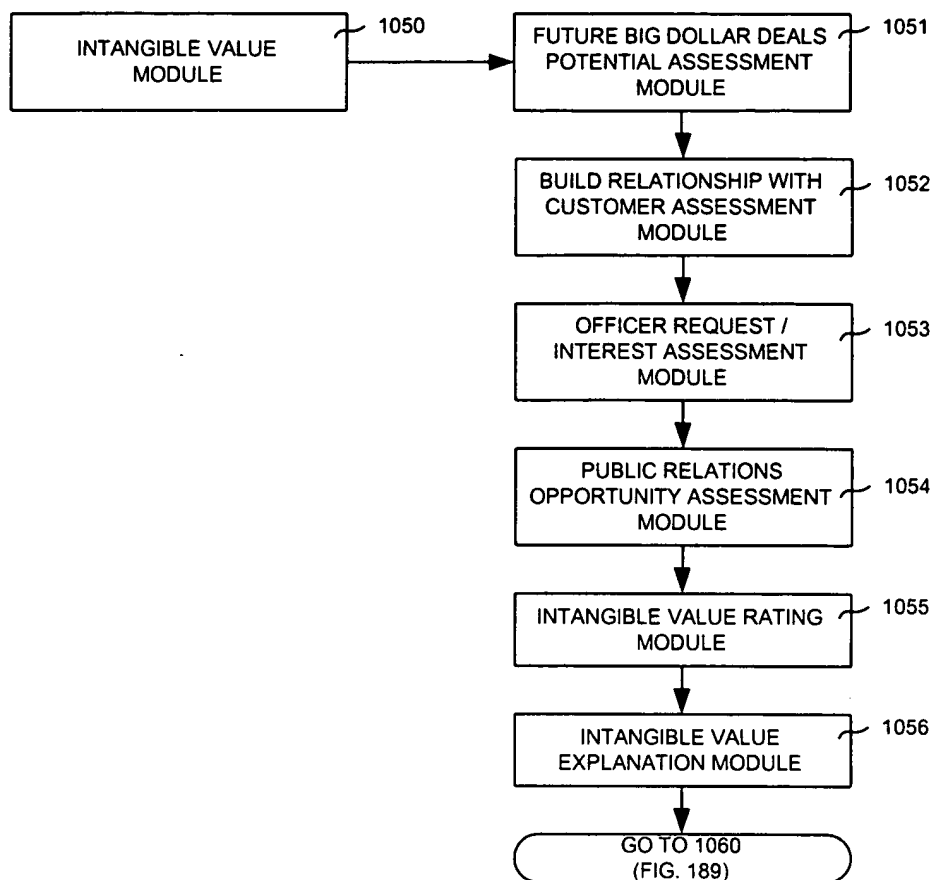 INTANGIBLE VALUE
MODULE
1050
FUTURE BIG DOLLAR DEALS
POTENTIAL ASSESSMENT
MODULE
1051
BUILD RELATIONSHIP WITH
CUSTOMER ASSESSMENT
MODULE
1052
OFFICER REQUEST /
INTEREST ASSESSMENT
MODULE
1053
PUBLIC RELATIONS
OPPORTUNITY ASSESSMENT
MODULE
1054
INTANGIBLE VALUE RATING
MODULE
1055
INTANGIBLE VALUE
EXPLANATION MODULE
1056
GO TO 1060
(FIG. 189)